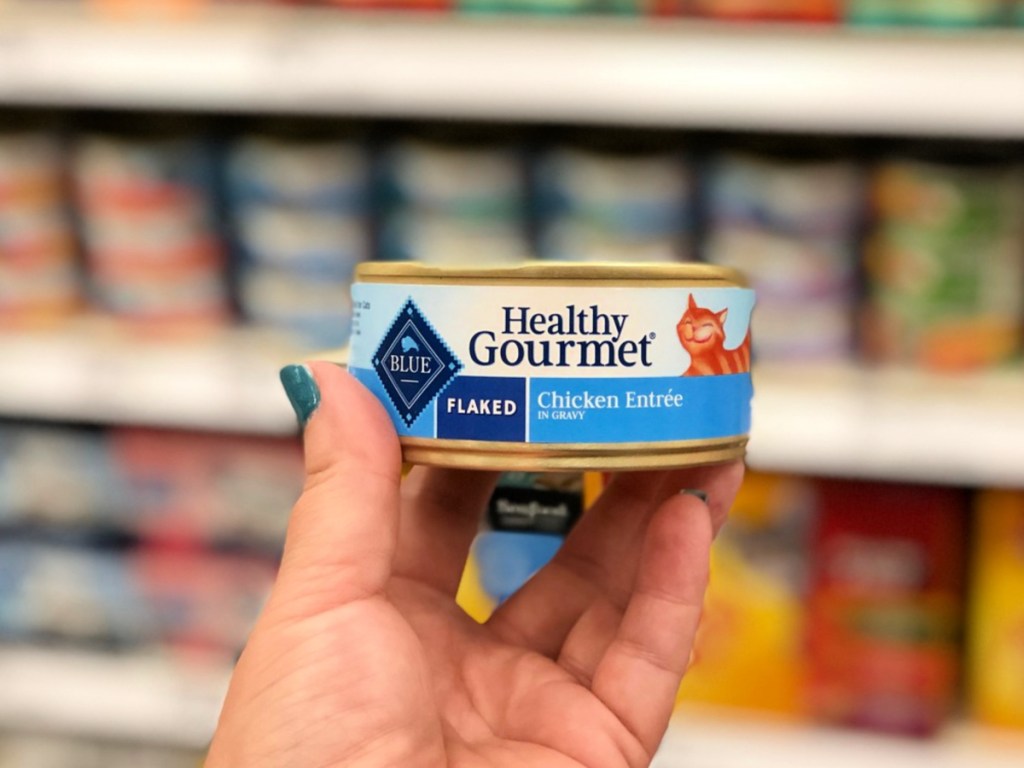 BLUE
Healthy
Gourmet®
FLAKED
Chicken Entrée
IN GRAVY